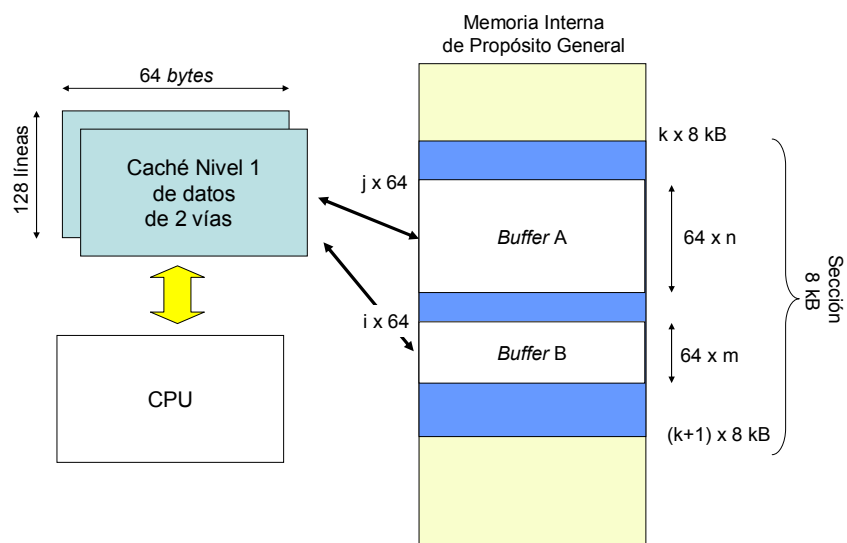 Memoria Interna
de Propósito General
64 bytes
128 líneas
Caché Nivel 1
de datos
de 2 vías
CPU
j x 64
i x 64
Buffer A
Buffer B
k x 8 kB
64 x n
64 x m
(k+1) x 8 kB
Sección
8 kB